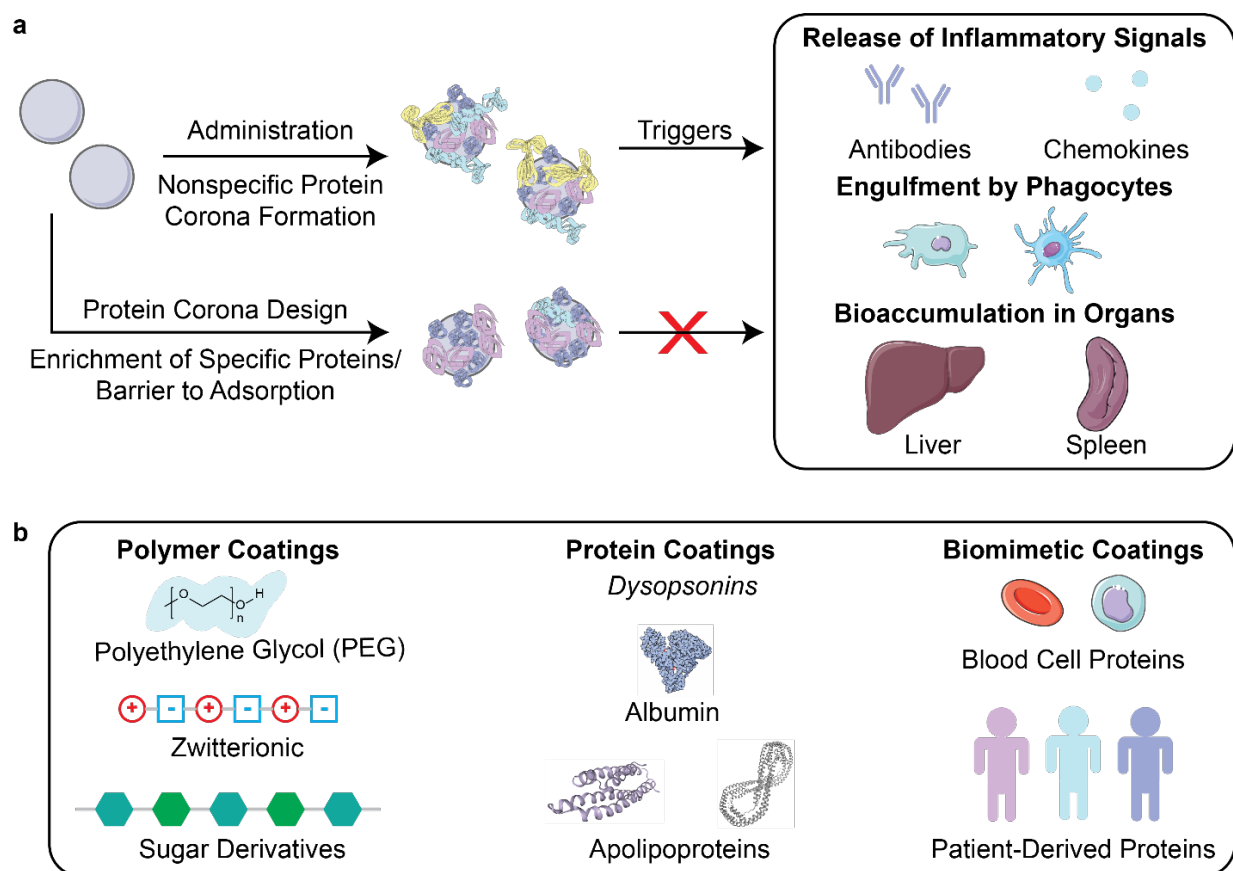 a
Administration
Nonspecific Protein
Corona Formation
Triggers
Protein Corona Design
Enrichment of Specific Proteins/
Barrier to Adsorption
X
Release of Inflammatory Signals
Antibodies
Chemokines
Engulfment by Phagocytes
Bioaccumulation in Organs
Liver
Spleen
b
Polymer Coatings
O
O
H
n
Polyethylene Glycol (PEG)
+ - + - + -
Zwitterionic
Sugar Derivatives
Protein Coatings
Dysopsonins
Albumin
Apolipoproteins
Biomimetic Coatings
Blood Cell Proteins
Patient-Derived Proteins